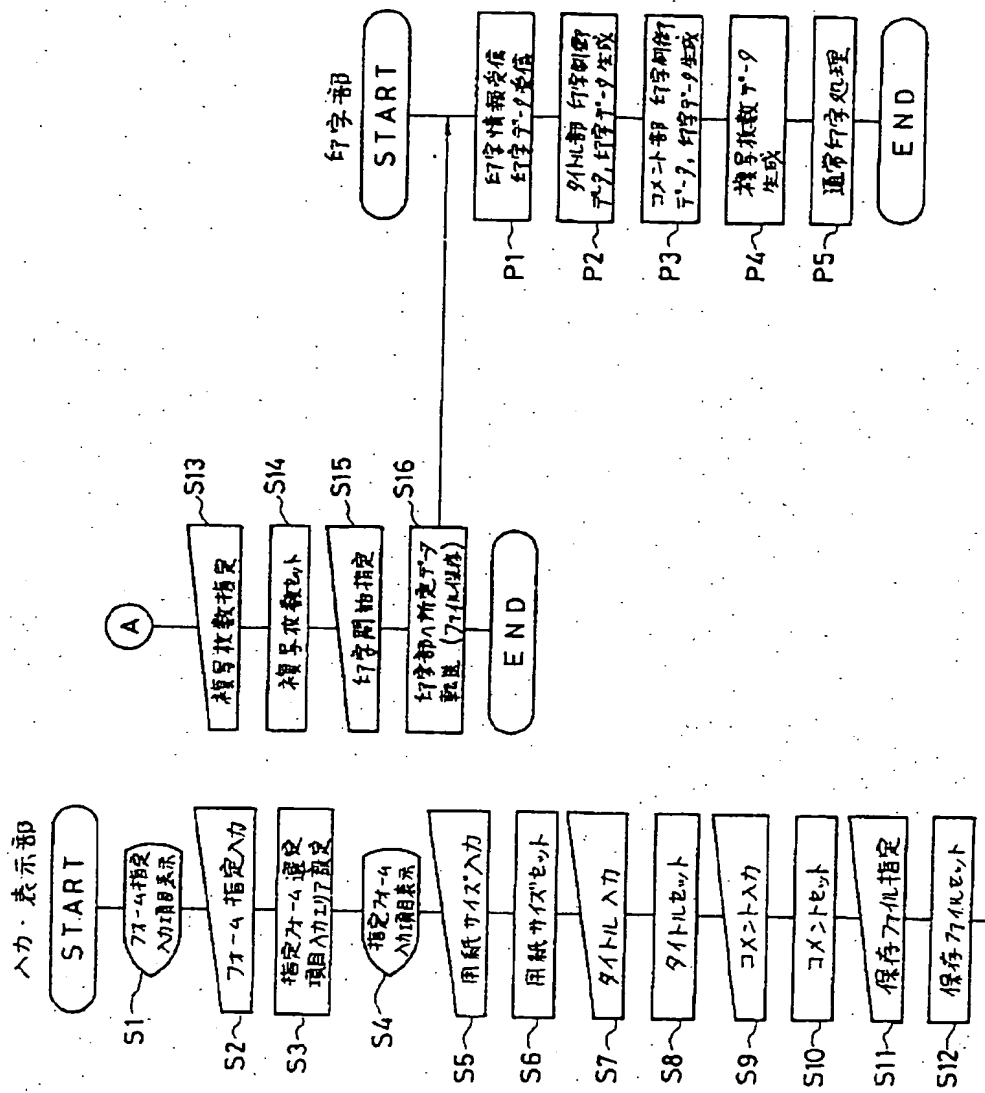 入力・表示部
START
S1
フォーム指定
入力項目表示
S2
フォーム指定入力
S3
指定フォーム選定
項目入力エリア設定
S4
指定フォーム
入力項目表示
S5
用紙サイズ入力
S6
用紙サイズセット
S7
タイトル入力
S8
タイトルセット
S9
コメント入力
S10
コメントセット
S11
保存ファイル指定
S12
保存ファイルセット
A
S13
複写枚数指定
S14
複写枚数セット
S15
印字開始指定
S16
印字部へ所定データ
転送(ファイル保存)
END
印字部
START
P1
印字情報受信
印字データ受信
P2
タイトル部 印字制御
データ,印字データ生成
P3
コメント部 印字制御
データ,印字データ生成
P4
複写枚数データ
生成
P5
通常印字処理
END